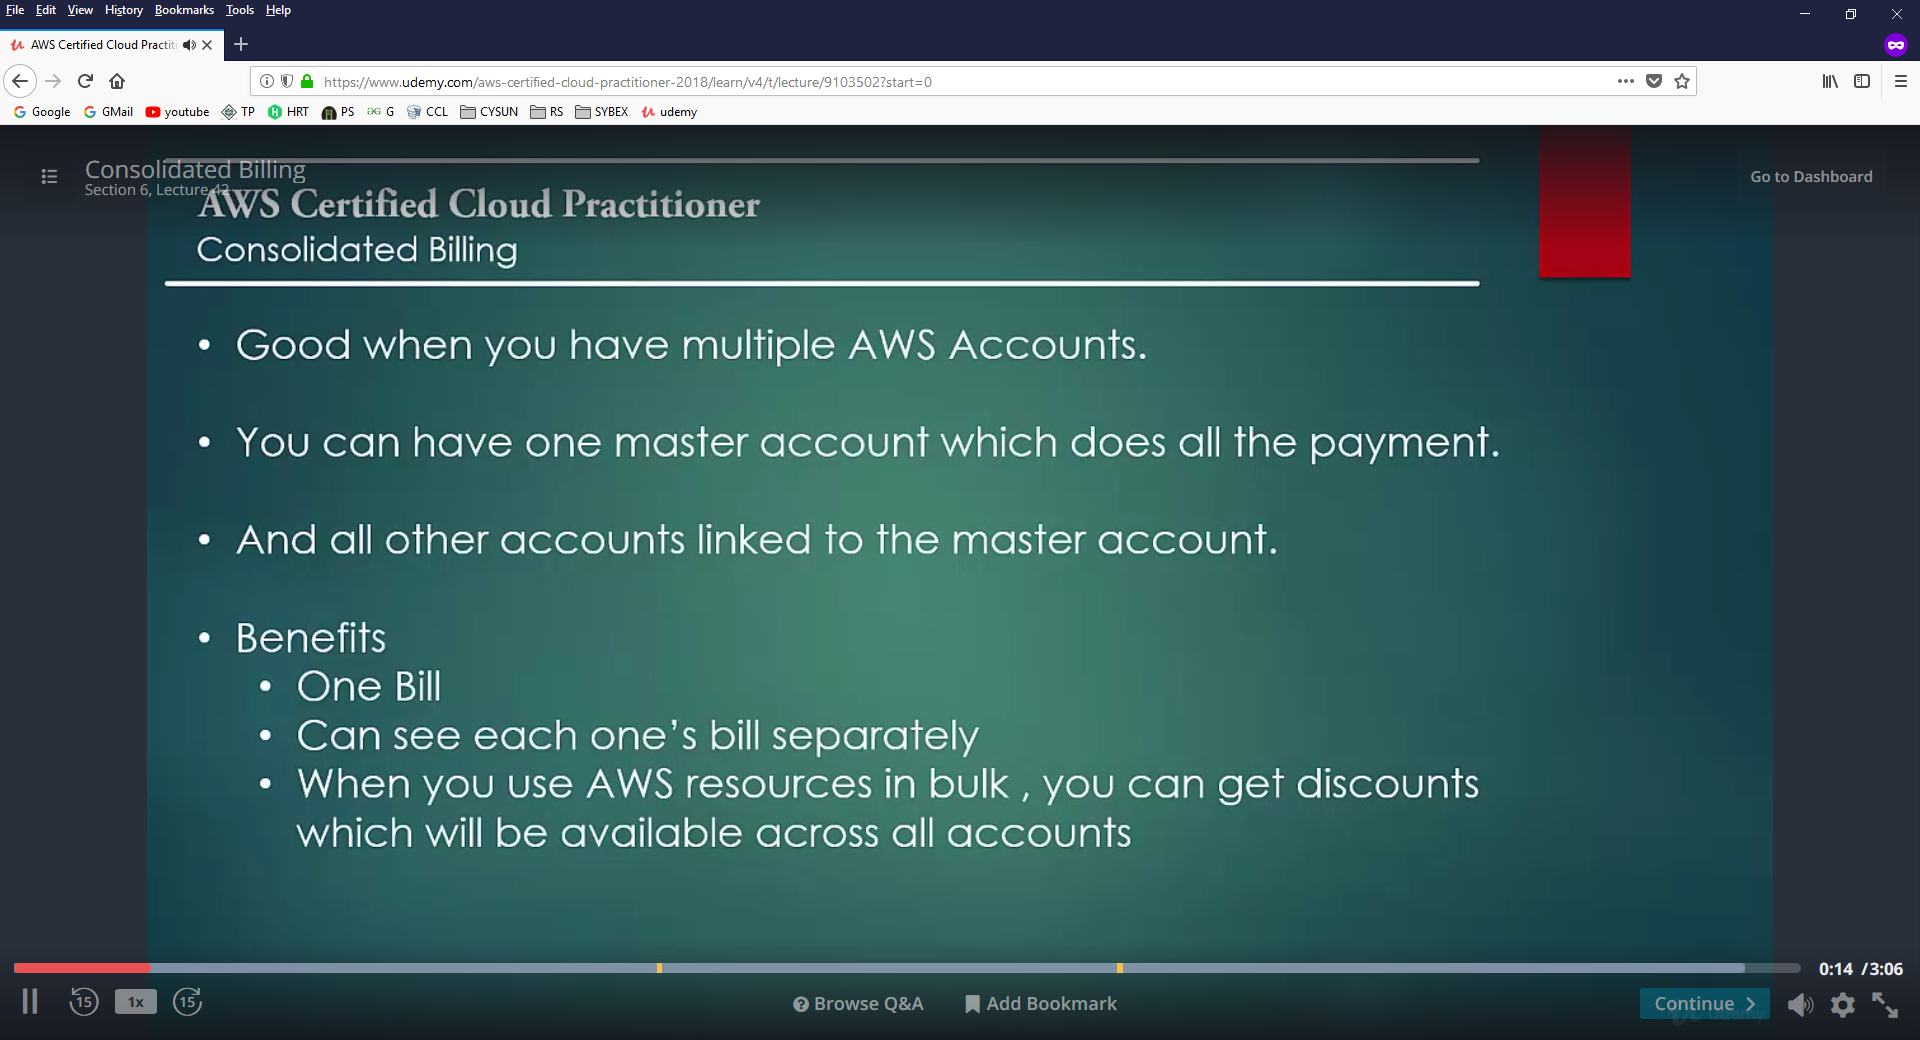 File Edit View History Bookmarks Tools Help
AWS Certified Cloud Practiti
https://www.udemy.com/aws-certified-cloud-practitioner-2018/learn/v4/t/lecture/9103502?start=0
Google GMail youtube TP HRT PS G CCL CYSUN RS SYBEX udemy
Consolidated Billing
Section 6, Lecture 42
Go to Dashboard
AWS Certified Cloud Practitioner
Consolidated Billing
• Good when you have multiple AWS Accounts.
• You can have one master account which does all the payment.
• And all other accounts linked to the master account.
• Benefits
• One Bill
• Can see each one’s bill separately
• When you use AWS resources in bulk , you can get discounts
which will be available across all accounts
0:14 /3:06
15 1x 15
Browse Q&A Add Bookmark
Continue
Udemy